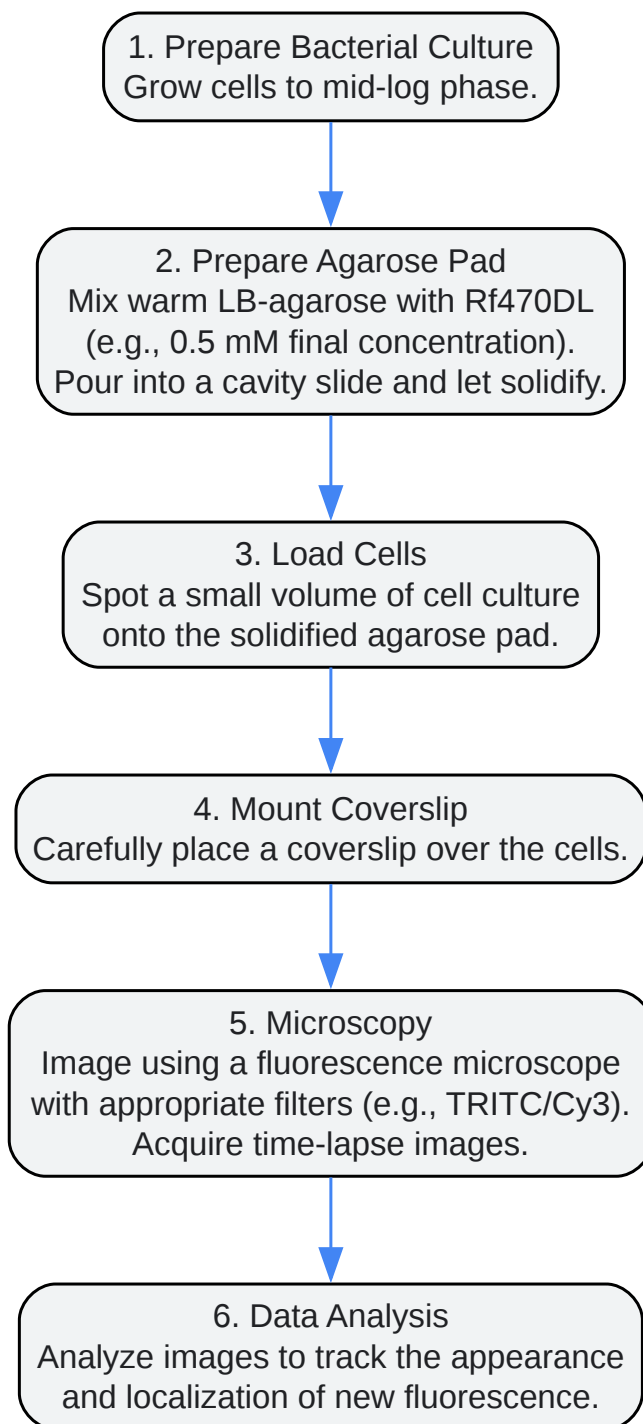 1. Prepare Bacterial Culture
Grow cells to mid-log phase.
2. Prepare Agarose Pad
Mix warm LB-agarose with Rf470DL
(e.g., 0.5 mM final concentration).
Pour into a cavity slide and let solidify.
3. Load Cells
Spot a small volume of cell culture
onto the solidified agarose pad.
4. Mount Coverslip
Carefully place a coverslip over the cells.
5. Microscopy
Image using a fluorescence microscope
with appropriate filters (e.g., TRITC/Cy3).
Acquire time-lapse images.
6. Data Analysis
Analyze images to track the appearance
and localization of new fluorescence.